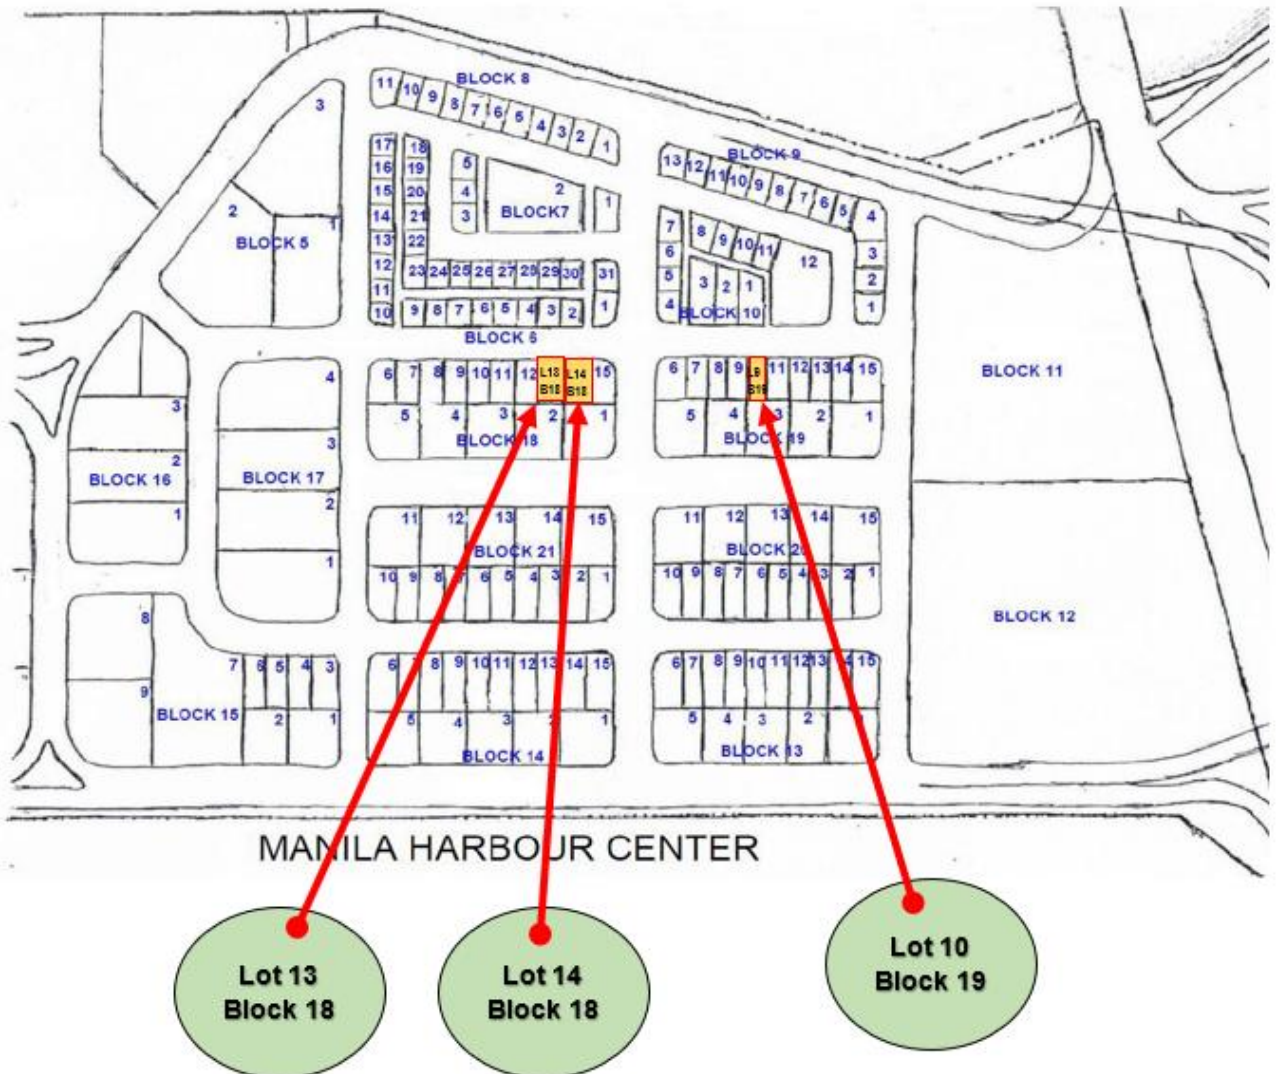 BLOCK 8
11 10 9 8 7 6 5 4 3 2 1
3
2
1
BLOCK 5
17 18
16 19
15 20
14 21
13 22
12 23 24 25 26 27 28 29 30 31
11
10 9 8 7 6 5 4 3 2 1
BLOCK 6
5
4
3
2
BLOCK7
1
BLOCK 9
13 12 11 10 9 8 7 6 5 4
3
2
1
7 8 9 10 11 12
6
5
4
3 2 1
BLOCK 10
BLOCK 11
3
2
BLOCK 16
1
4
3
BLOCK 17
2
1
6 7 8 9 10 11 12 L13 B18 L14 B18 15
5 4 3 2 1
BLOCK 18
6 7 8 9 L9 B19 11 12 13 14 15
5 4 3 2 1
BLOCK 19
11 12 13 14 15
BLOCK 21
10 9 8 7 6 5 4 3 2 1
11 12 13 14 15
BLOCK 20
10 9 8 7 6 5 4 3 2 1
BLOCK 12
8
9
7 6 5 4 3
2 1
BLOCK 15
6 7 8 9 10 11 12 13 14 15
5 4 3 2 1
BLOCK 14
6 7 8 9 10 11 12 13 14 15
5 4 3 2
BLOCK 13
MANILA HARBOUR CENTER
Lot 13
Block 18
Lot 14
Block 18
Lot 10
Block 19